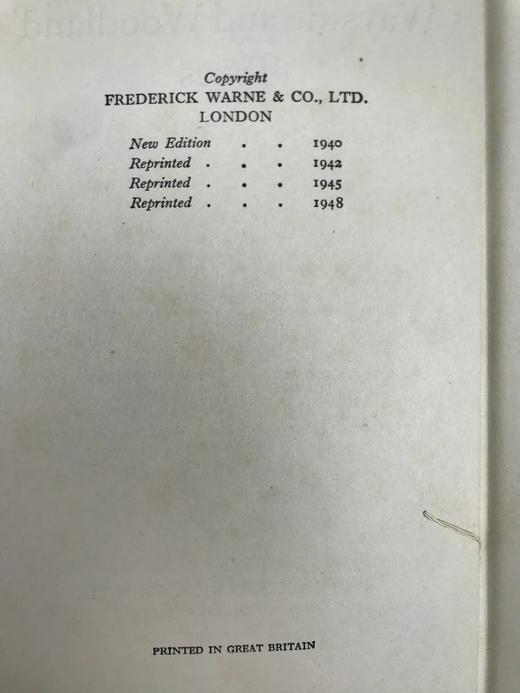 Copyright
FREDERICK WARNE & CO., LTD.
LONDON
New Edition . . 1940
Reprinted . . . 1942
Reprinted . . . 1945
Reprinted . . . 1948
PRINTED IN GREAT BRITAIN